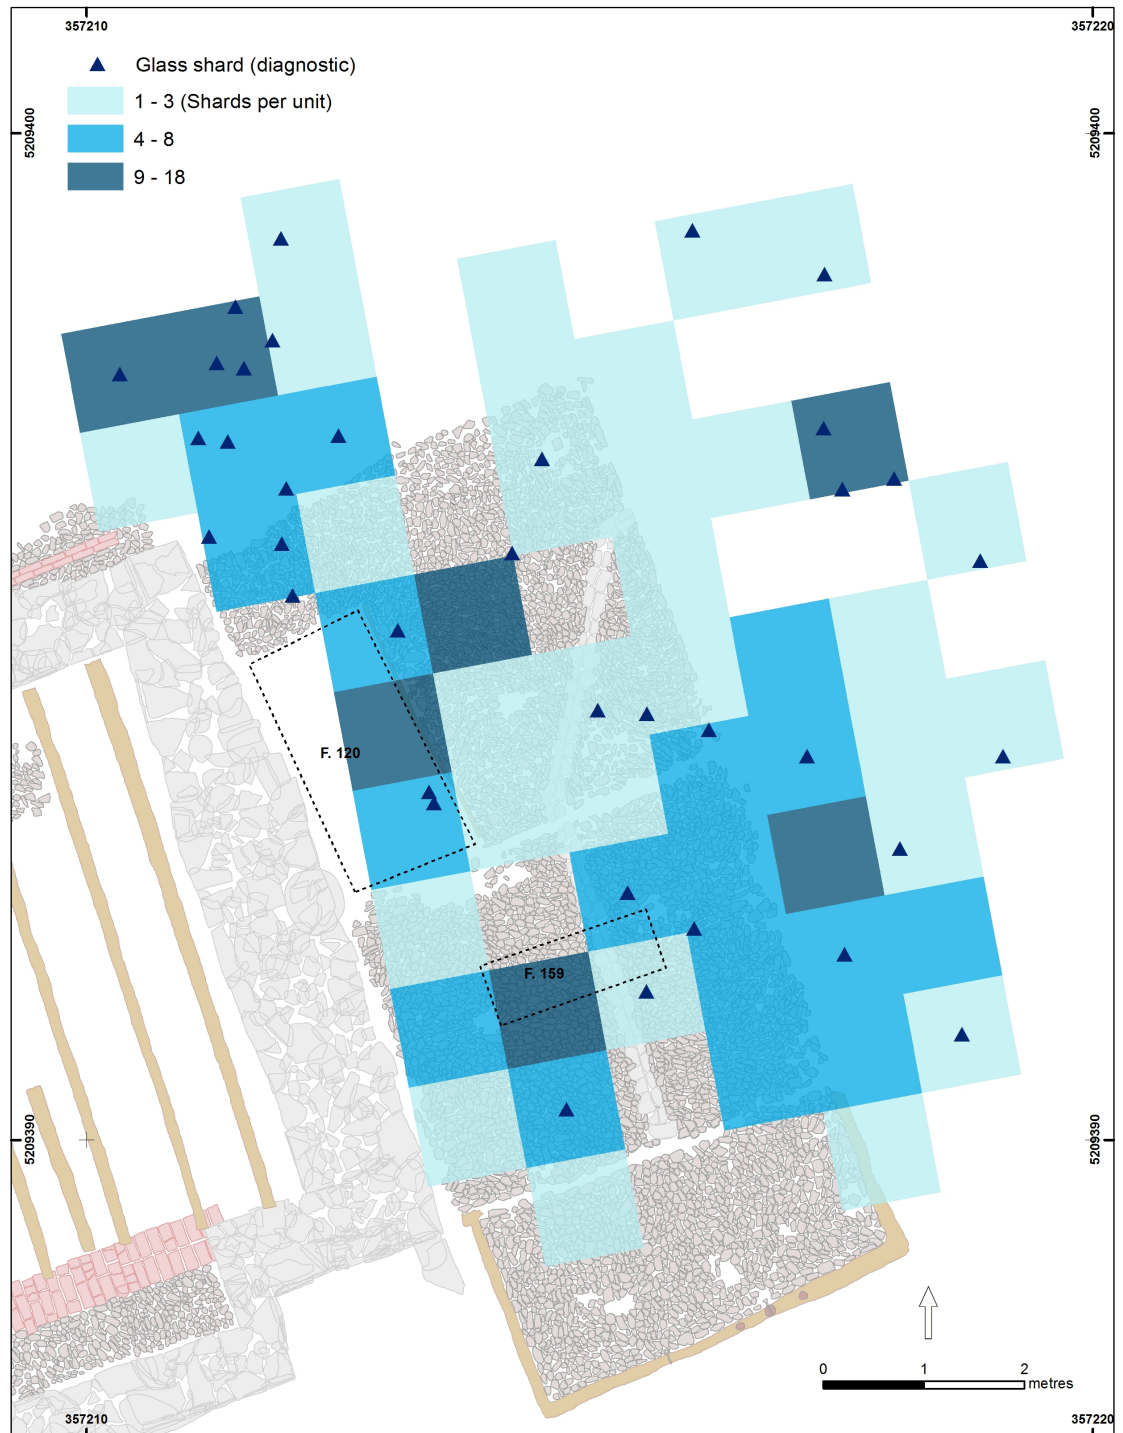 357210
357220
Glass shard (diagnostic)
1 - 3 (Shards per unit)
4 - 8
9 - 18
5209400
5209400
F. 120
F. 159
5209390
5209390
0 1 2
metres
357210
357220